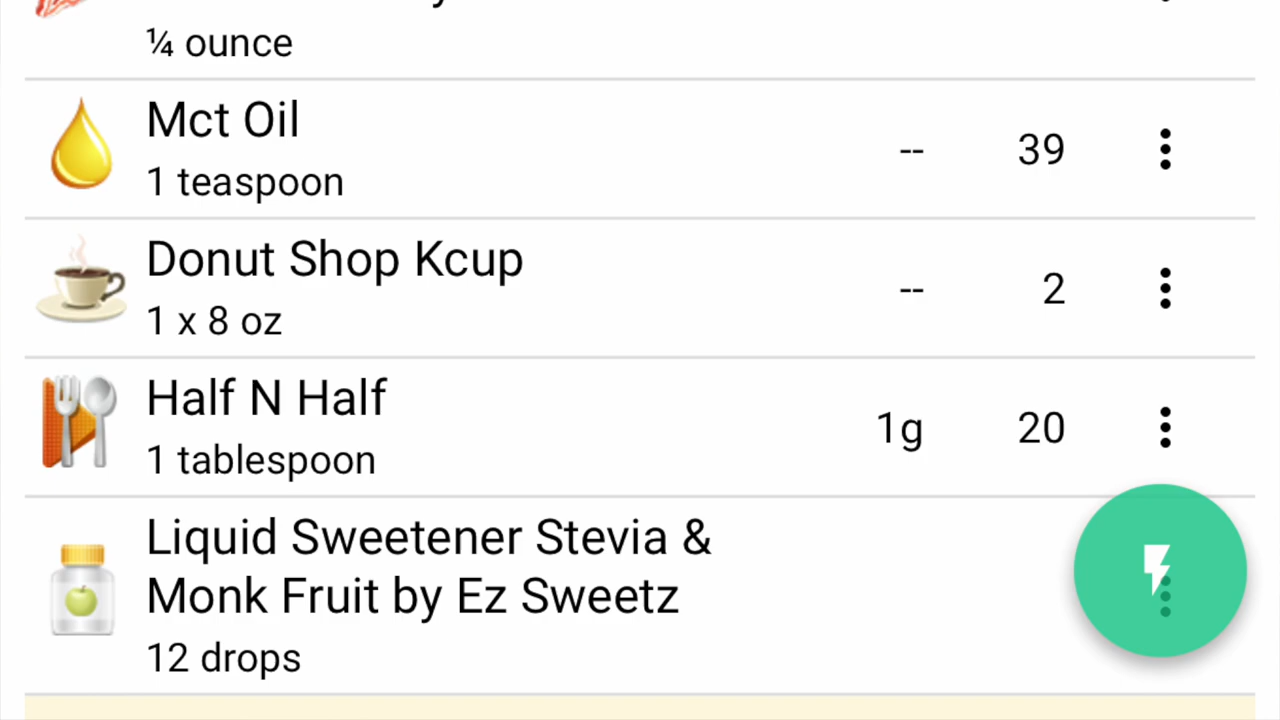 ¼ ounce
Mct Oil
1 teaspoon
-- 39
Donut Shop Kcup
1 x 8 oz
-- 2
Half N Half
1 tablespoon
1g 20
Liquid Sweetener Stevia &
Monk Fruit by Ez Sweetz
12 drops